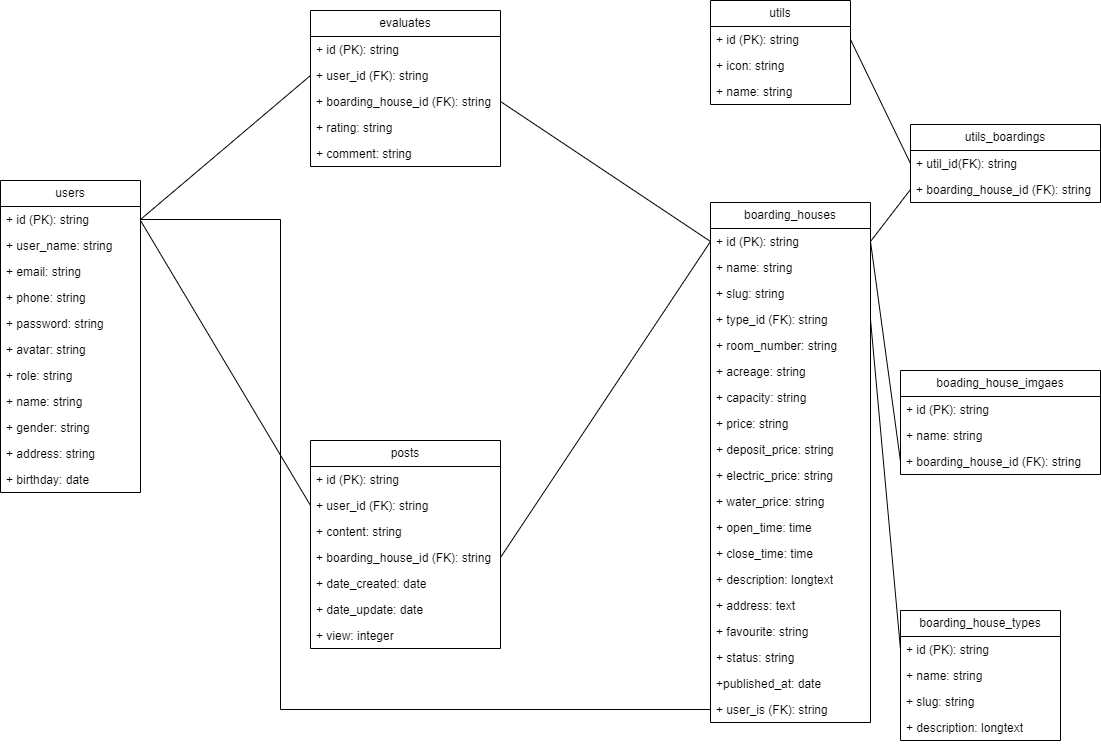 evaluates
+ id (PK): string
+ user_id (FK): string
+ boarding_house_id (FK): string
+ rating: string
+ comment: string
utils
+ id (PK): string
+ icon: string
+ name: string
utils_boardings
+ util_id(FK): string
+ boarding_house_id (FK): string
users
+ id (PK): string
+ user_name: string
+ email: string
+ phone: string
+ password: string
+ avatar: string
+ role: string
+ name: string
+ gender: string
+ address: string
+ birthday: date
boarding_houses
+ id (PK): string
+ name: string
+ slug: string
+ type_id (FK): string
+ room_number: string
+ acreage: string
+ capacity: string
+ price: string
+ deposit_price: string
+ electric_price: string
+ water_price: string
+ open_time: time
+ close_time: time
+ description: longtext
+ address: text
+ favourite: string
+ status: string
+published_at: date
+ user_is (FK): string
boading_house_imgaes
+ id (PK): string
+ name: string
+ boarding_house_id (FK): string
posts
+ id (PK): string
+ user_id (FK): string
+ content: string
+ boarding_house_id (FK): string
+ date_created: date
+ date_update: date
+ view: integer
boarding_house_types
+ id (PK): string
+ name: string
+ slug: string
+ description: longtext